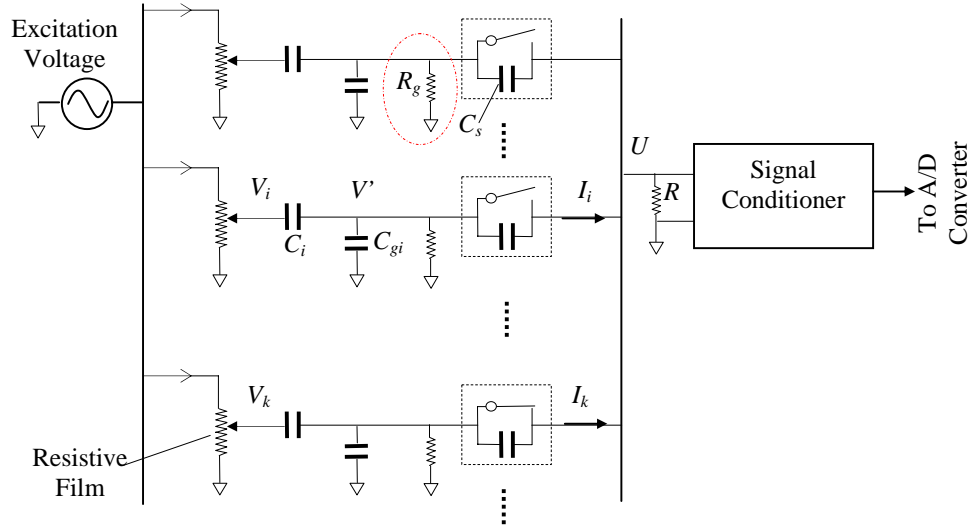 Excitation
Voltage
R_g
C_s
U
V_i
V'
I_i
R
Signal
Conditioner
To A/D
Converter
C_i
C_gi
V_k
I_k
Resistive
Film